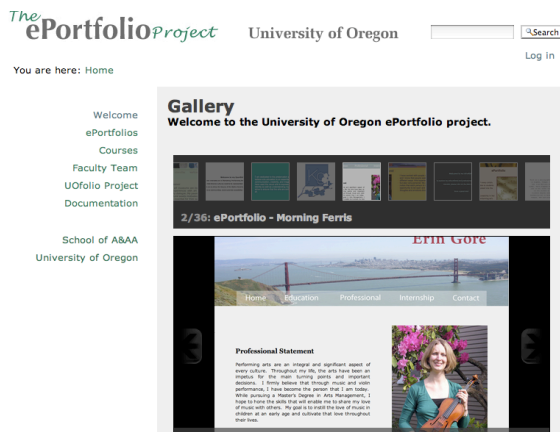 The ePortfolio Project
University of Oregon
Search
Log in
You are here: Home
Welcome
ePortfolios
Courses
Faculty Team
UOfolio Project
Documentation
School of A&AA
University of Oregon
Gallery
Welcome to the University of Oregon ePortfolio project.
2/36: ePortfolio - Morning Ferris
Erin Gore
Home Education Professional Internship Contact
Professional Statement
Performing arts are an integral and significant aspect of
every culture. Throughout my life, the arts have been an
impetus for the main turning points and important
decisions. I firmly believe that through music and violin
performance, I have become the person that I am today.
While pursuing a Master's Degree in Arts Management, I
hope to hone the skills that will enable me to share my love
of music with others. My goal is to instill the love of music in
children at an early age and cultivate that love throughout
their lives.